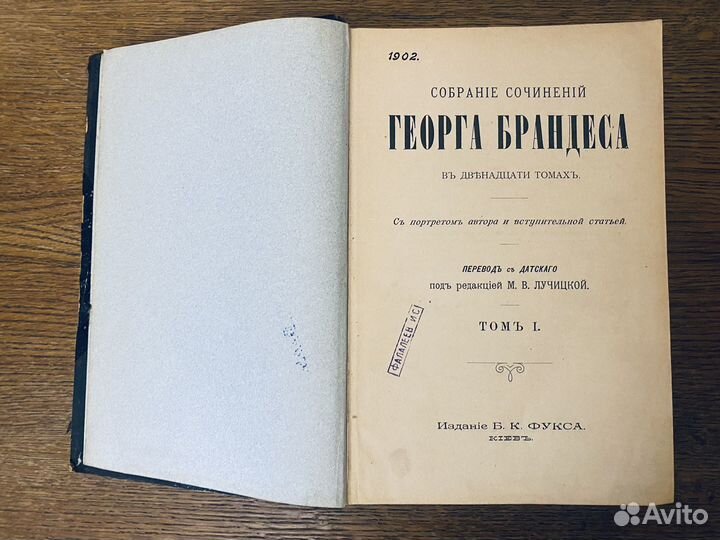 1902.
СОБРАНІЕ СОЧИНЕНІЙ
ГЕОРГА БРАНДЕСА
ВЪ ДВѢНАДЦАТИ ТОМАХЪ.
Съ портретомъ автора и вступительной статьей.
ПЕРЕВОДЪ съ ДАТСКАГО
подъ редакціей М. В. ЛУЧИЦКОЙ.
ТОМЪ I.
ФАЛАЛЕЕВ И С
Изданіе Б. К. ФУКСА.
КІЕВЪ.
Avito